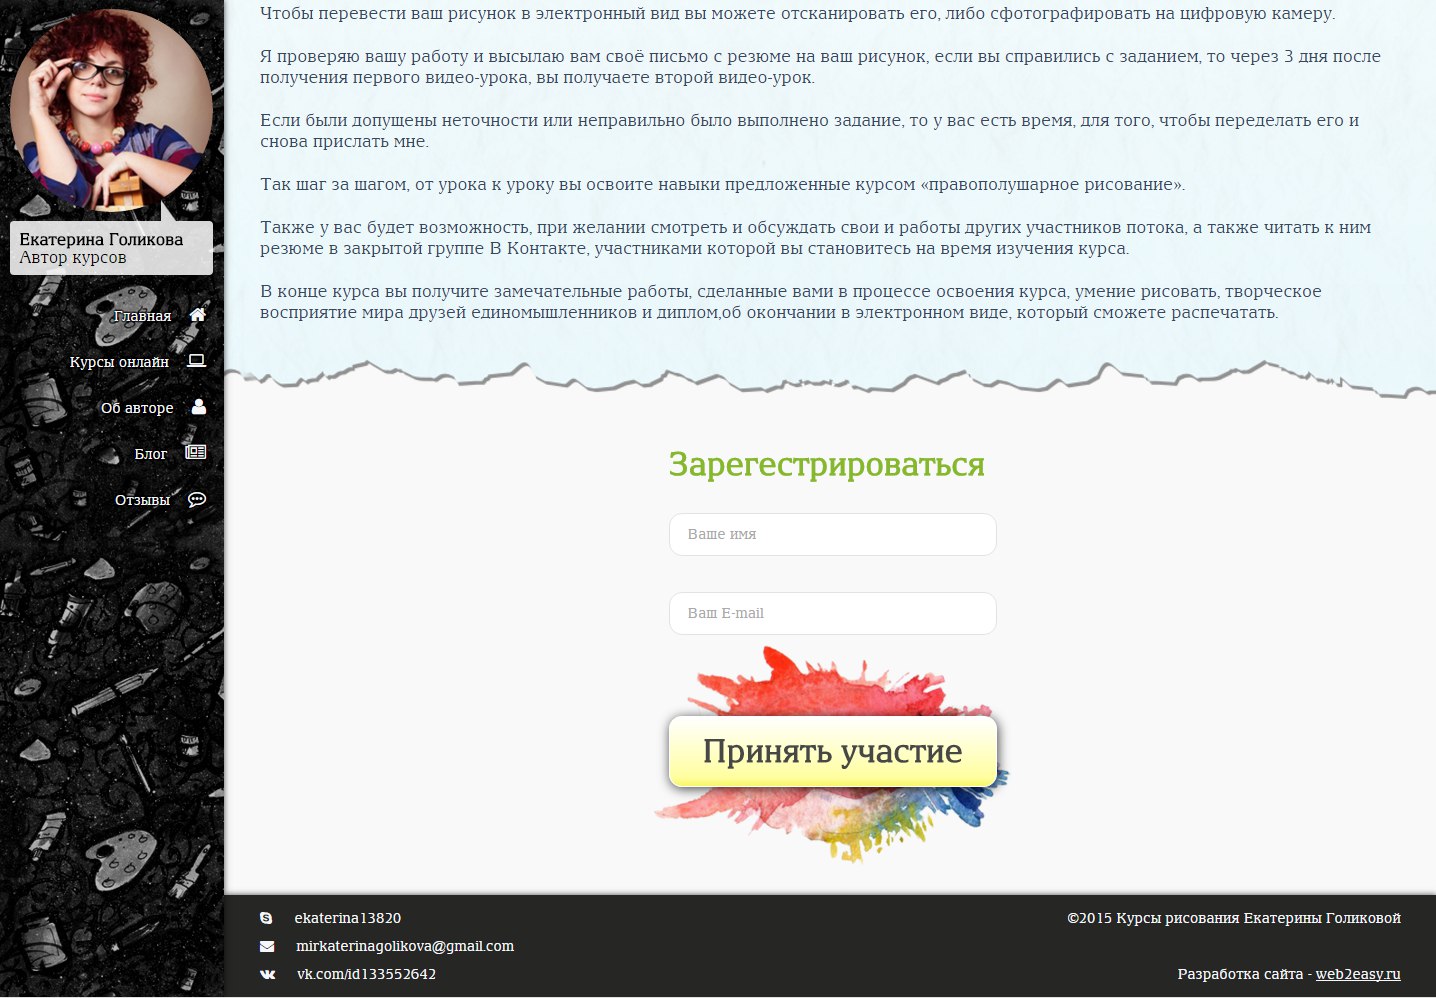 Чтобы перевести ваш рисунок в электронный вид вы можете отсканировать его, либо сфотографировать на цифровую камеру.
Я проверяю вашу работу и высылаю вам своё письмо с резюме на ваш рисунок, если вы справились с заданием, то через 3 дня после
получения первого видео-урока, вы получаете второй видео-урок.
Если были допущены неточности или неправильно было выполнено задание, то у вас есть время, для того, чтобы переделать его и
снова прислать мне.
Так шаг за шагом, от урока к уроку вы освоите навыки предложенные курсом «правополушарное рисование».
Также у вас будет возможность, при желании смотреть и обсуждать свои и работы других участников потока, а также читать к ним
резюме в закрытой группе В Контакте, участниками которой вы становитесь на время изучения курса.
В конце курса вы получите замечательные работы, сделанные вами в процессе освоения курса, умение рисовать, творческое
восприятие мира друзей единомышленников и диплом,об окончании в электронном виде, который сможете распечатать.
Екатерина Голикова
Автор курсов
Главная
Курсы онлайн
Об авторе
Блог
Отзывы
Зарегестрироваться
Ваше имя
Ваш E-mail
Принять участие
ekaterina13820
mirkaterinagolikova@gmail.com
vk.com/id133552642
©2015 Курсы рисования Екатерины Голиковой
Разработка сайта - web2easy.ru